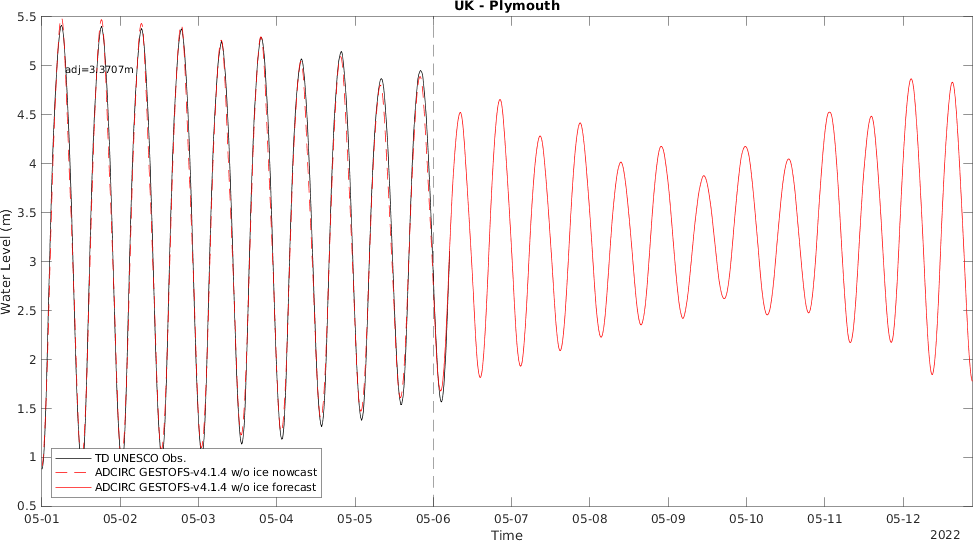 UK - Plymouth
5.5
5
4.5
4
3.5
3
2.5
2
1.5
1
0.5
Water Level (m)
adj=3.3707m
TD UNESCO Obs.
ADCIRC GESTOFS-v4.1.4 w/o ice nowcast
ADCIRC GESTOFS-v4.1.4 w/o ice forecast
05-01 05-02 05-03 05-04 05-05 05-06 05-07 05-08 05-09 05-10 05-11 05-12
Time
2022